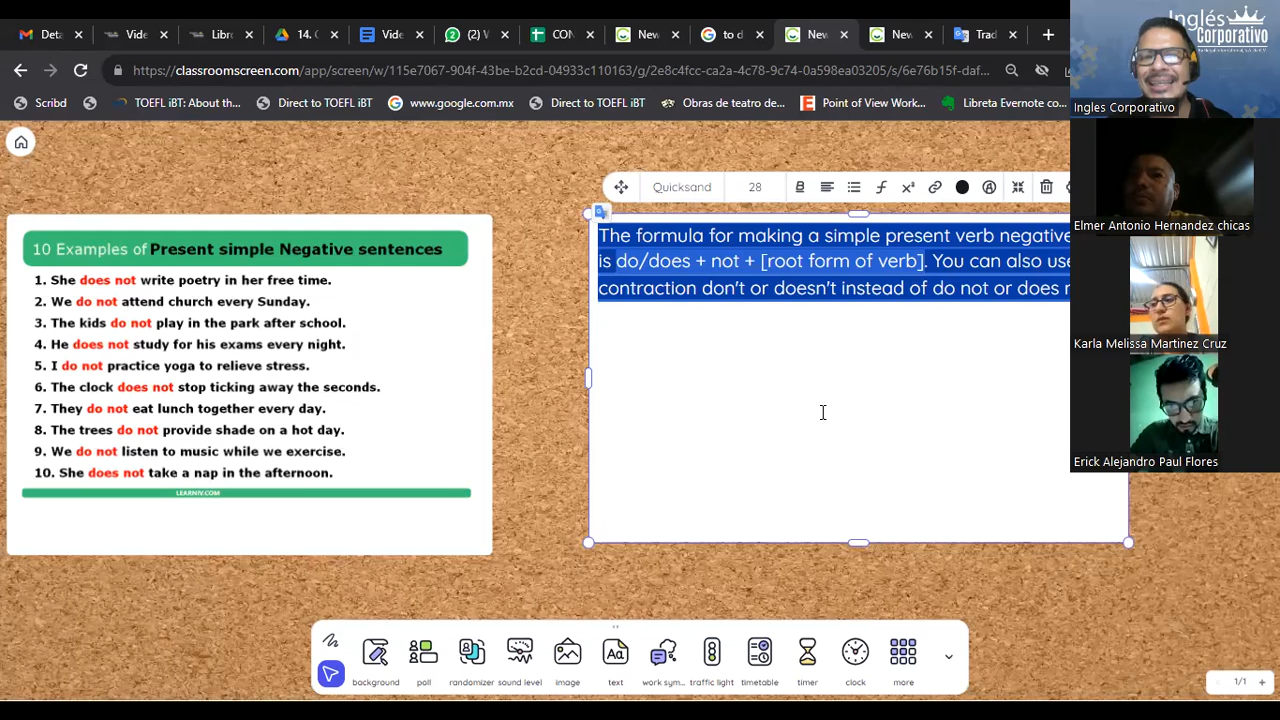 Deta
Vide
Libr
14. C
Vide
(2) V
CON
New
to d
New
New
Trad
https://classroomscreen.com/app/screen/w/115e7067-904f-43be-b2cd-04933c110163/g/2e8c4fcc-ca2a-4c78-9c74-0a598ea03205/s/6e76b15f-daf...
Scribd
TOEFL iBT: About th...
Direct to TOEFL iBT
www.google.com.mx
Direct to TOEFL iBT
Obras de teatro de...
Point of View Work...
Libreta Evernote co...
Inglés
Corporativo
Ingles Corporativo
Elmer Antonio Hernandez chicas
Karla Melissa Martinez Cruz
Erick Alejandro Paul Flores
Quicksand
28
10 Examples of Present simple Negative sentences
1. She does not write poetry in her free time.
2. We do not attend church every Sunday.
3. The kids do not play in the park after school.
4. He does not study for his exams every night.
5. I do not practice yoga to relieve stress.
6. The clock does not stop ticking away the seconds.
7. They do not eat lunch together every day.
8. The trees do not provide shade on a hot day.
9. We do not listen to music while we exercise.
10. She does not take a nap in the afternoon.
LEARNIV.COM
The formula for making a simple present verb negative
is do/does + not + [root form of verb]. You can also use
contraction don't or doesn't instead of do not or does n
background
poll
randomizer
sound level
image
text
work sym...
traffic light
timetable
timer
clock
more
1/1